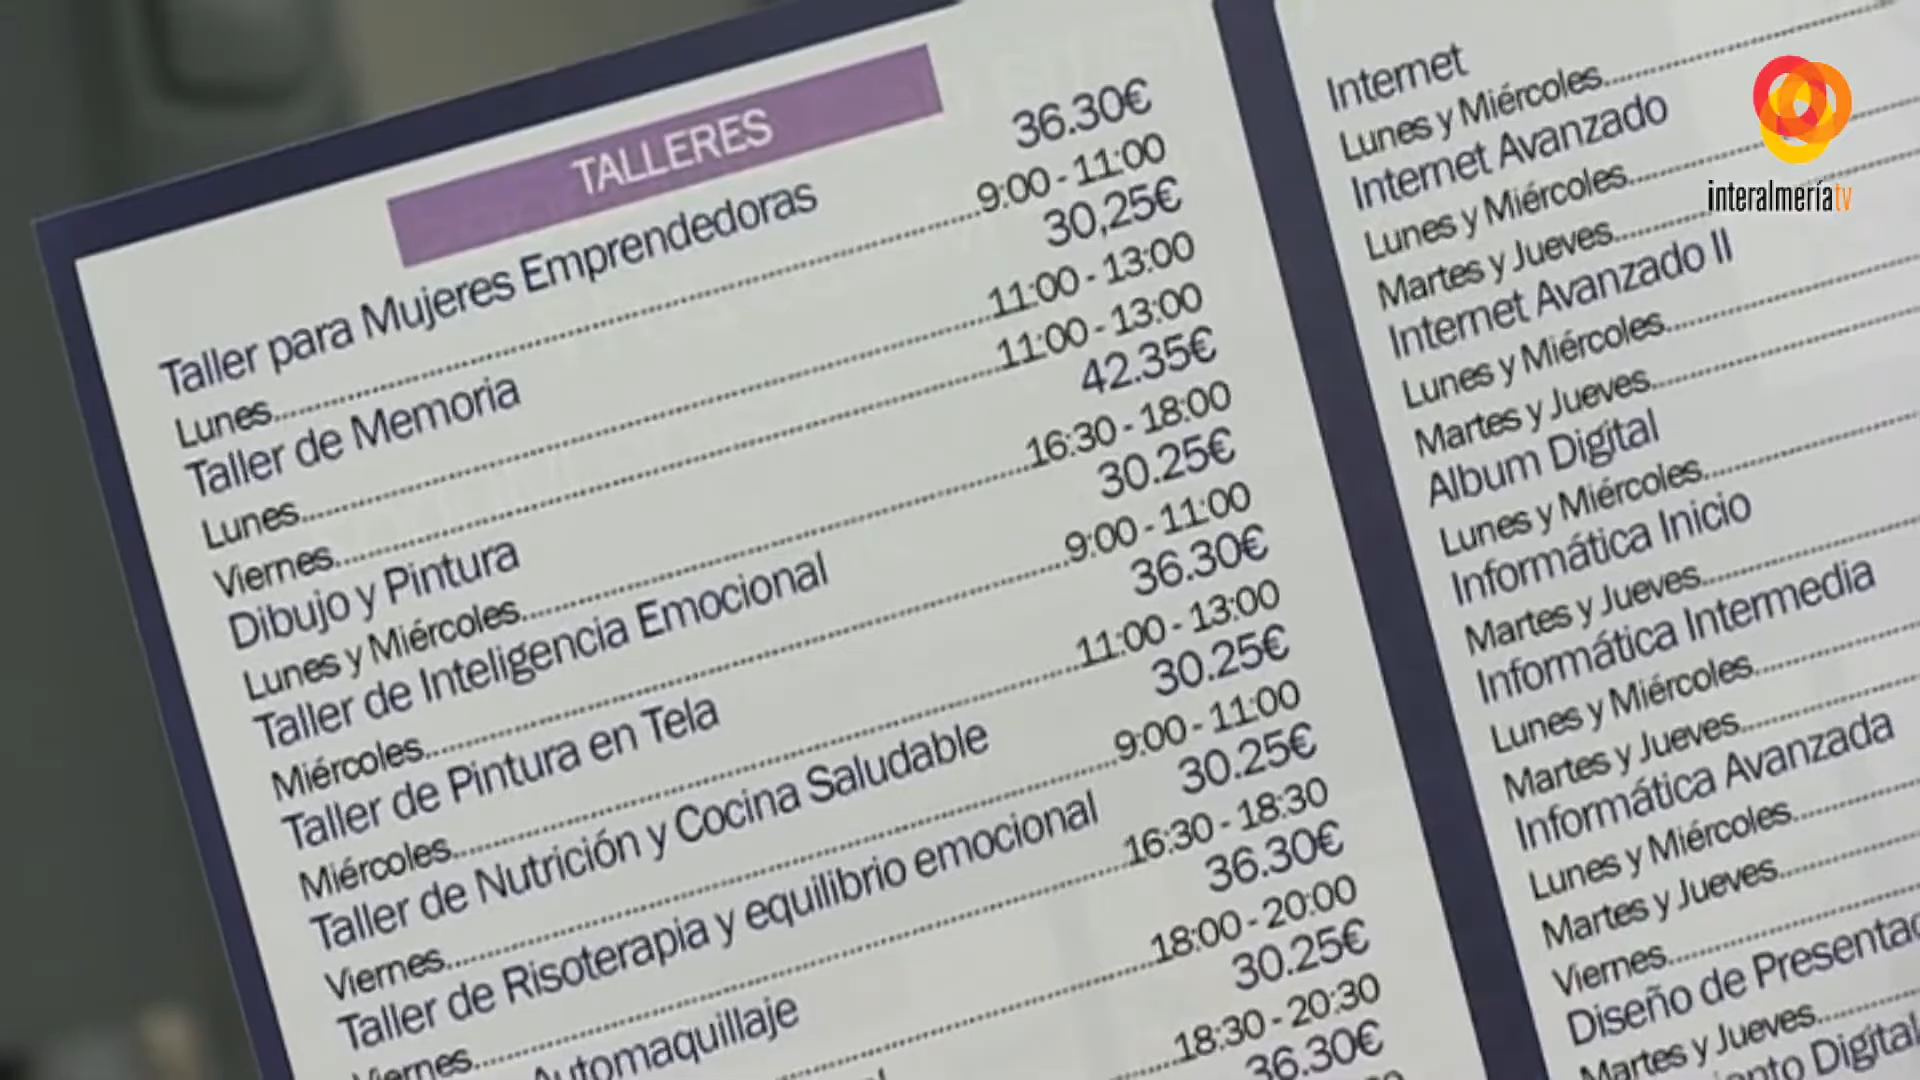 TALLERES
Taller para Mujeres Emprendedoras 36.30€
Lunes 9:00 - 11:00
Taller de Memoria 30,25€
Lunes 11:00 - 13:00
Viernes 11:00 - 13:00
Dibujo y Pintura 42.35€
Lunes y Miércoles 16:30 - 18:00
Taller de Inteligencia Emocional 30.25€
Miércoles 9:00 - 11:00
Taller de Pintura en Tela 36.30€
Miércoles 11:00 - 13:00
Taller de Nutrición y Cocina Saludable 30.25€
Viernes 9:00 - 11:00
Taller de Risoterapia y equilibrio emocional 30.25€
Viernes 16:30 - 18:30
Automaquillaje 36.30€
18:00 - 20:00
30.25€
18:30 - 20:30
36.30€
Internet
Lunes y Miércoles
Internet Avanzado
Lunes y Miércoles
Martes y Jueves
Internet Avanzado II
Lunes y Miércoles
Martes y Jueves
Album Digital
Lunes y Miércoles
Informática Inicio
Martes y Jueves
Informática Intermedia
Lunes y Miércoles
Martes y Jueves
Informática Avanzada
Lunes y Miércoles
Martes y Jueves
Viernes
Diseño de Presentac
Martes y Jueves
Digital
interalmeríatv